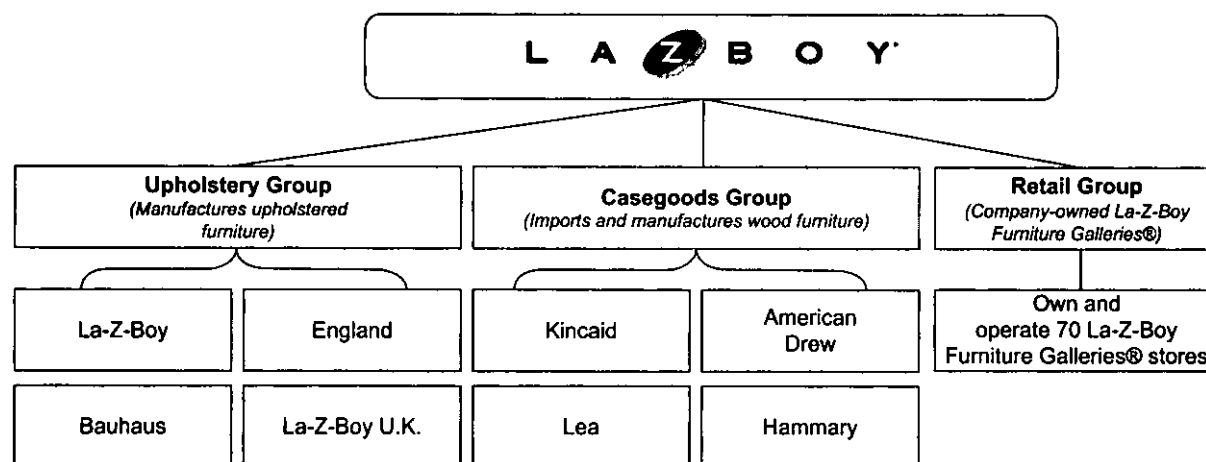 L A Z B O Y
Upholstery Group
(Manufactures upholstered
furniture)
Casegoods Group
(Imports and manufactures wood furniture)
Retail Group
(Company-owned La-Z-Boy
Furniture Galleries®)
La-Z-Boy
England
Kincaid
American
Drew
Own and
operate 70 La-Z-Boy
Furniture Galleries® stores
Bauhaus
La-Z-Boy U.K.
Lea
Hammary